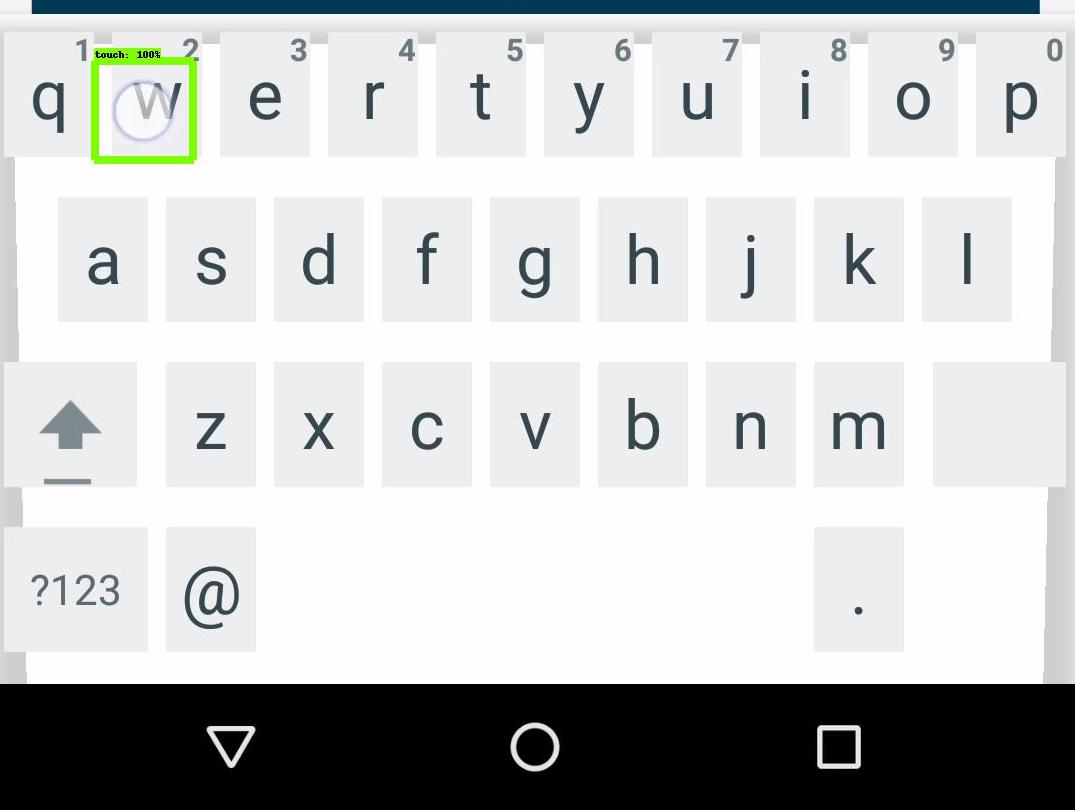 touch: 100%
1 2 3 4 5 6 7 8 9 0
q w e r t y u i o p
a s d f g h j k l
z x c v b n m
?123 @ .